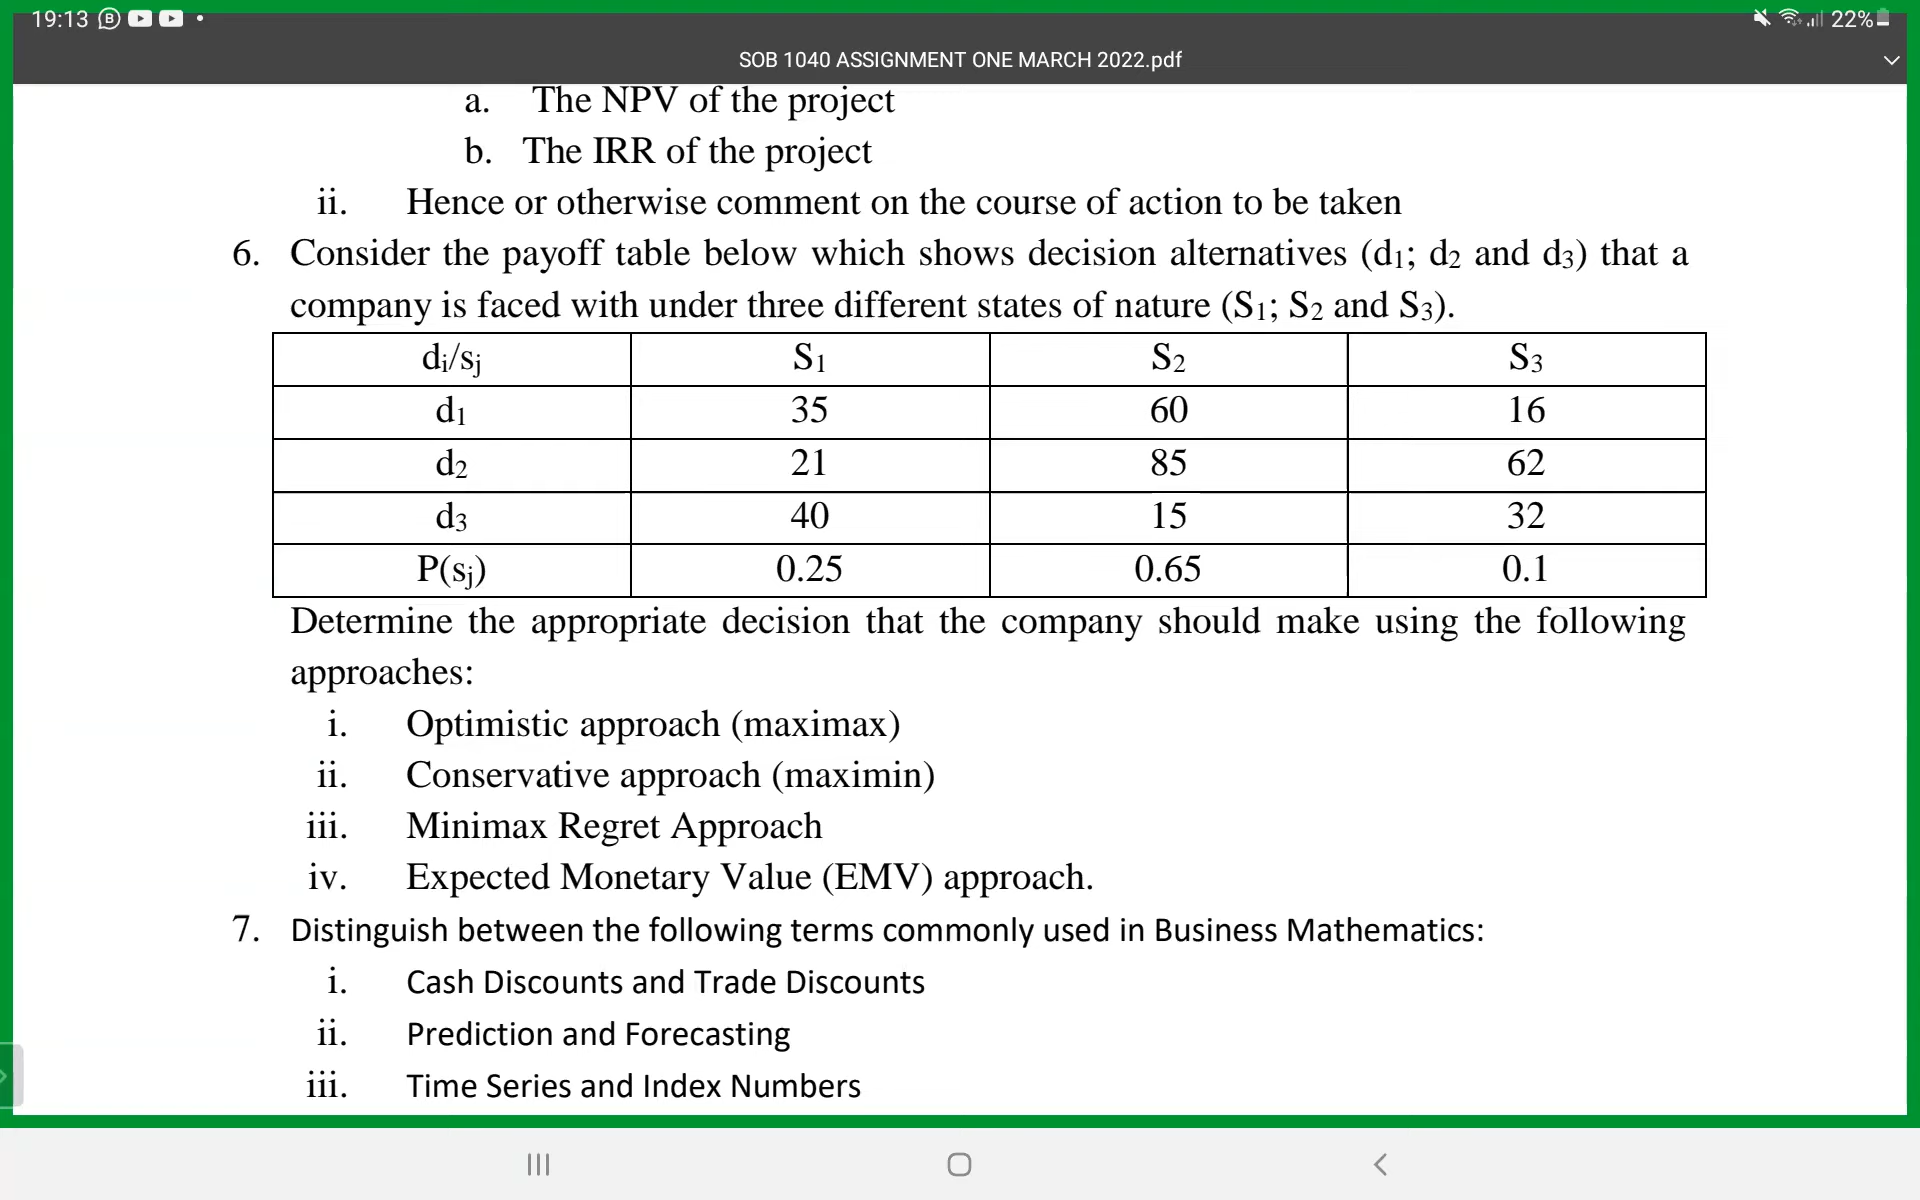 19:13
22%
SOB 1040 ASSIGNMENT ONE MARCH 2022.pdf
a. The NPV of the project
b. The IRR of the project
ii. Hence or otherwise comment on the course of action to be taken
6. Consider the payoff table below which shows decision alternatives (d1; d2 and d3) that a
company is faced with under three different states of nature (S1; S2 and S3).
di/sj S1 S2 S3
d1 35 60 16
d2 21 85 62
d3 40 15 32
P(sj) 0.25 0.65 0.1
Determine the appropriate decision that the company should make using the following
approaches:
i. Optimistic approach (maximax)
ii. Conservative approach (maximin)
iii. Minimax Regret Approach
iv. Expected Monetary Value (EMV) approach.
7. Distinguish between the following terms commonly used in Business Mathematics:
i. Cash Discounts and Trade Discounts
ii. Prediction and Forecasting
iii. Time Series and Index Numbers